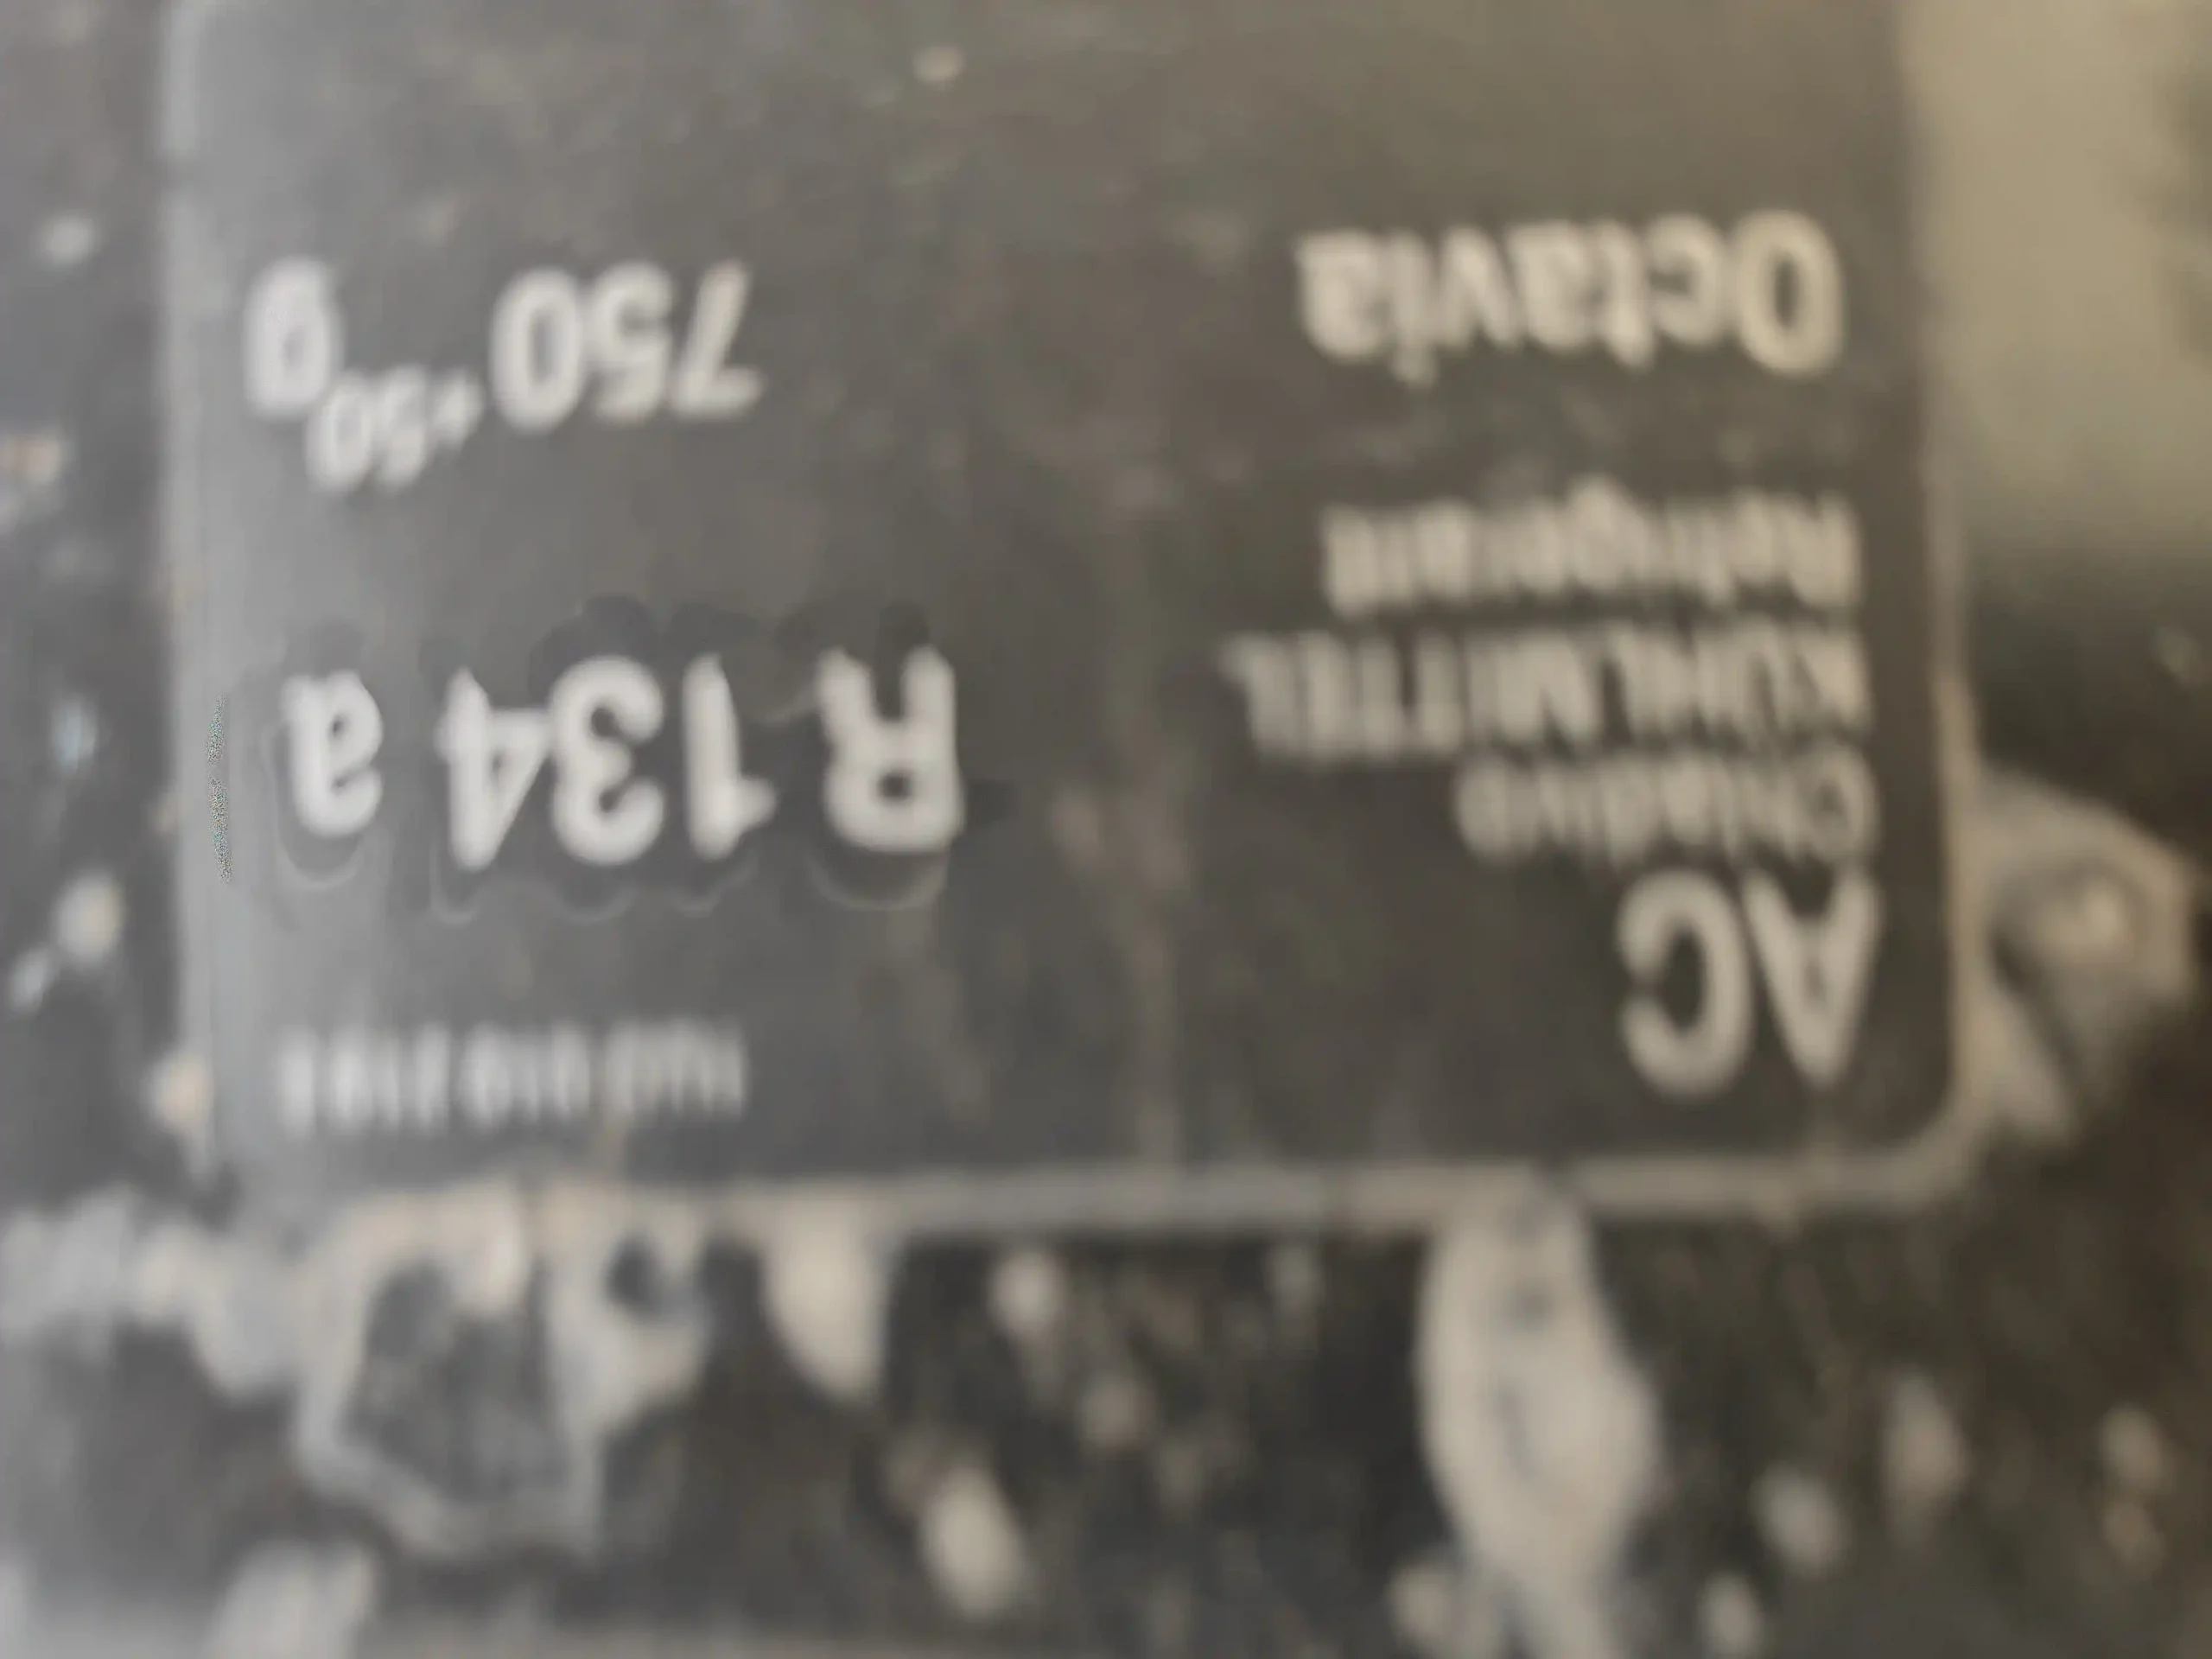 AC
Chladivo
KÜHLMITTEL
Refrigerant
R 134 a
Octavia
750 +50 g